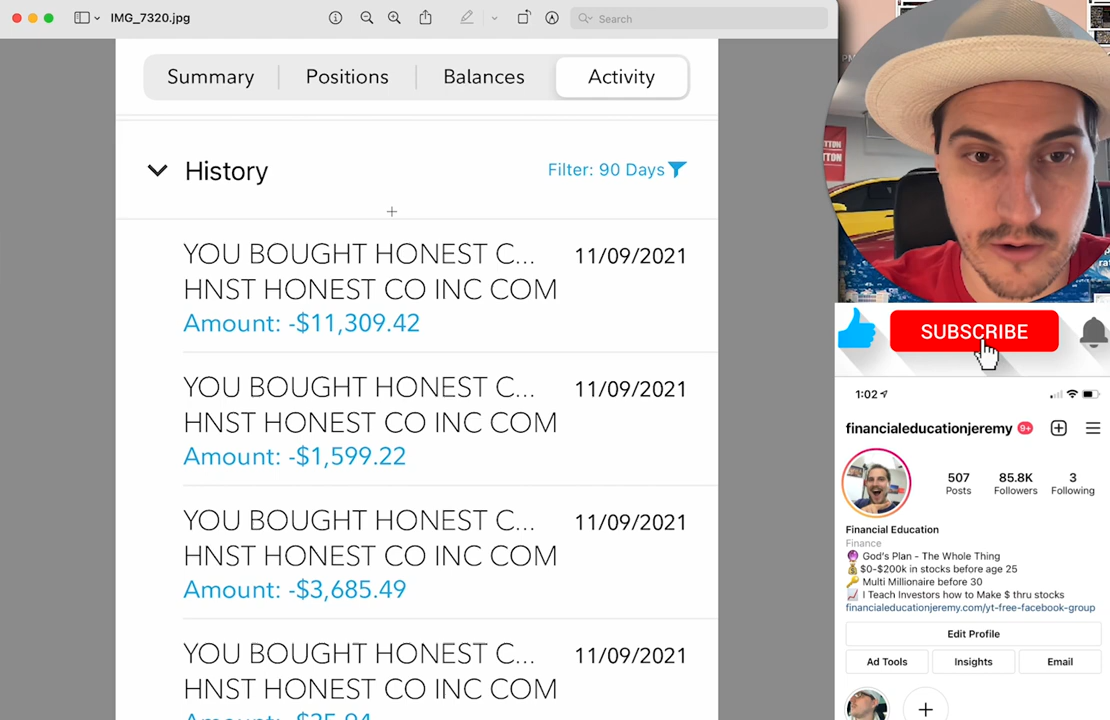 IMG_7320.jpg
Search
Summary
Positions
Balances
Activity
History
Filter: 90 Days
YOU BOUGHT HONEST C...
11/09/2021
HNST HONEST CO INC COM
Amount: -$11,309.42
YOU BOUGHT HONEST C...
11/09/2021
HNST HONEST CO INC COM
Amount: -$1,599.22
YOU BOUGHT HONEST C...
11/09/2021
HNST HONEST CO INC COM
Amount: -$3,685.49
YOU BOUGHT HONEST C...
11/09/2021
HNST HONEST CO INC COM
SUBSCRIBE
1:02
financialeducationjeremy
9+
507
85.8K
3
Posts
Followers
Following
Financial Education
Finance
God's Plan - The Whole Thing
$0-$200k in stocks before age 25
Multi Millionaire before 30
I Teach Investors how to Make $ thru stocks
financialeducationjeremy.com/yt-free-facebook-group
Edit Profile
Ad Tools
Insights
Email